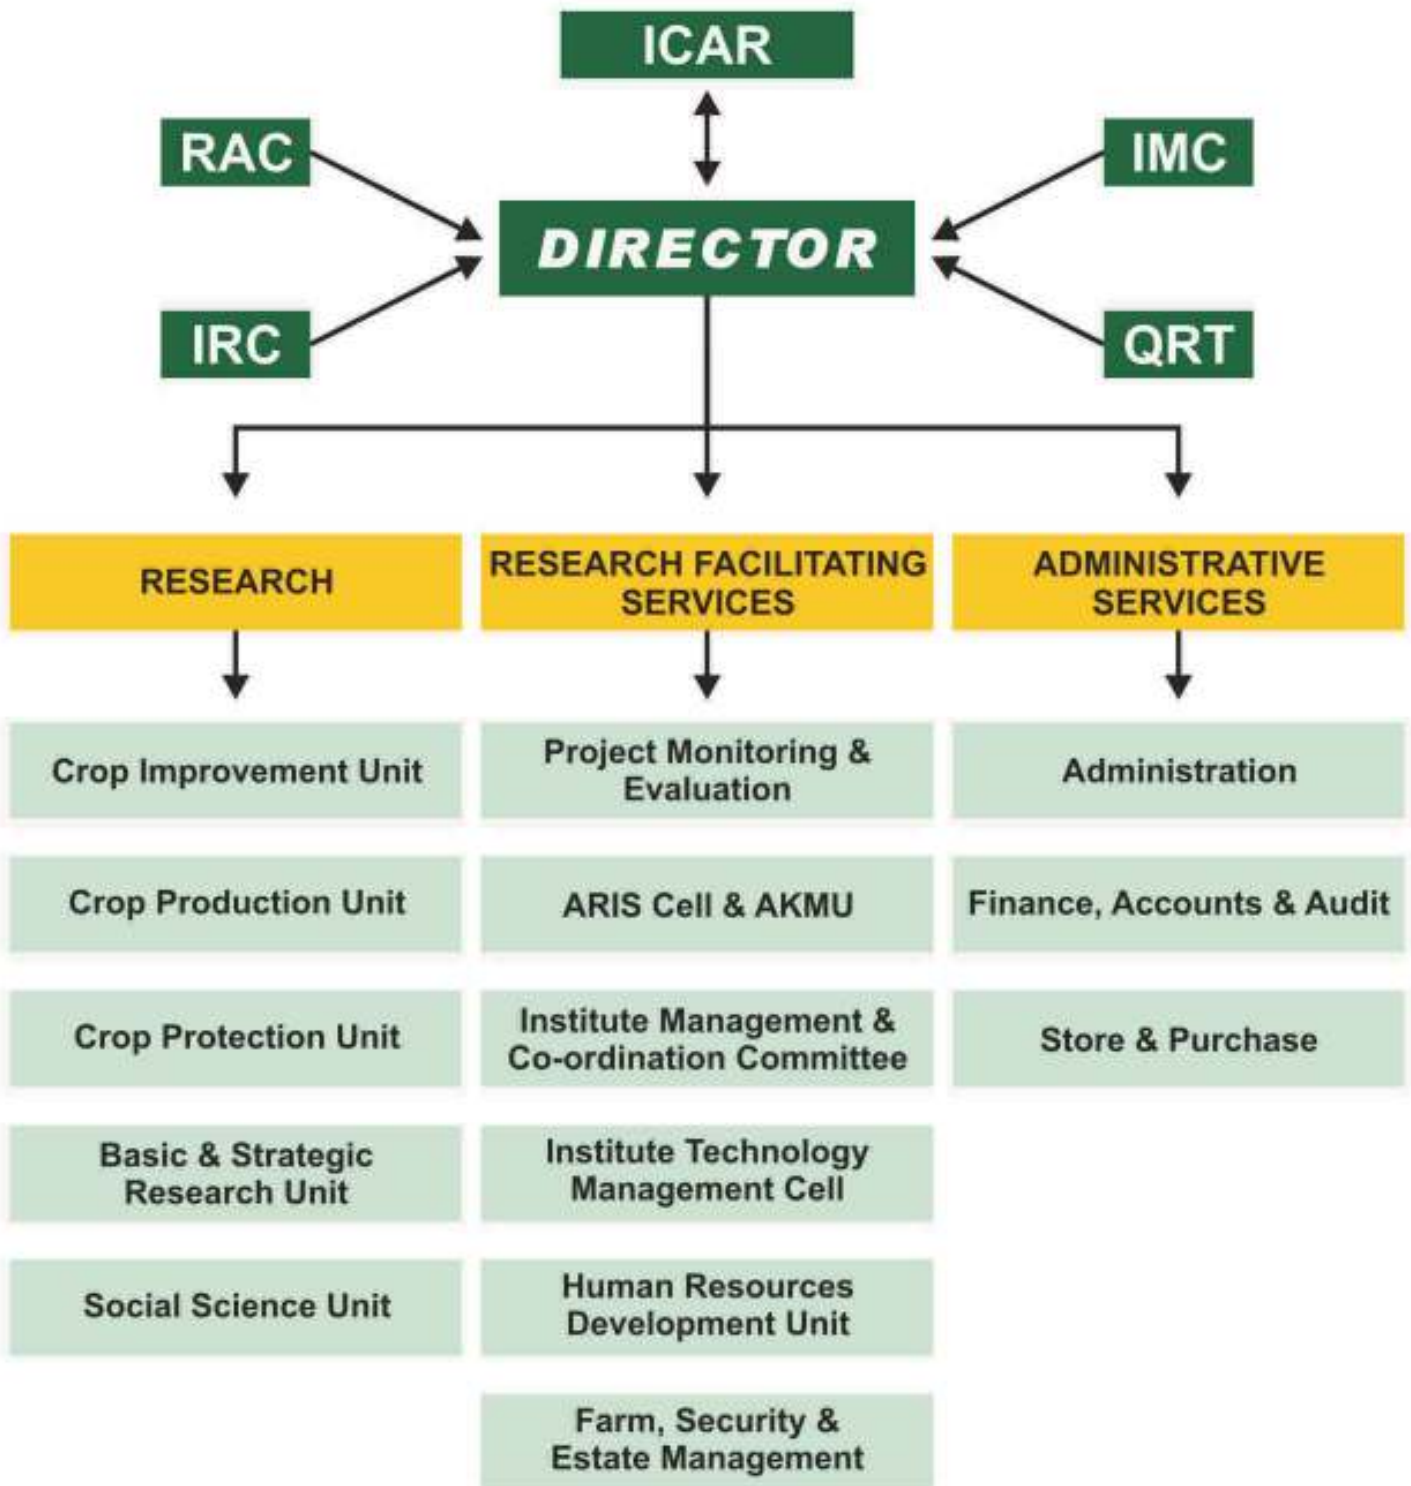 ICAR
RAC
IMC
DIRECTOR
IRC
QRT
RESEARCH
RESEARCH FACILITATING
SERVICES
ADMINISTRATIVE
SERVICES
Crop Improvement Unit
Project Monitoring &
Evaluation
Administration
Crop Production Unit
ARIS Cell & AKMU
Finance, Accounts & Audit
Crop Protection Unit
Institute Management &
Co-ordination Committee
Store & Purchase
Basic & Strategic
Research Unit
Institute Technology
Management Cell
Social Science Unit
Human Resources
Development Unit
Farm, Security &
Estate Management